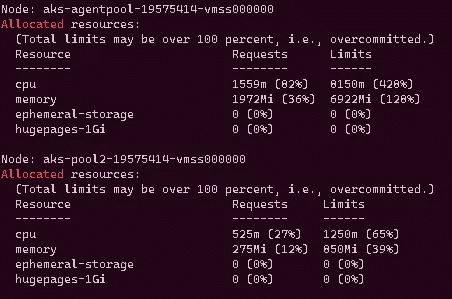 Node: aks-agentpool-19575414-vmss000000
Allocated resources:
  (Total limits may be over 100 percent, i.e., overcommitted.)
  Resource           Requests      Limits
  --------           --------      ------
  cpu                1559m (82%)   8150m (428%)
  memory             1972Mi (36%)  6922Mi (128%)
  ephemeral-storage  0 (0%)        0 (0%)
  hugepages-1Gi      0 (0%)        0 (0%)
Node: aks-pool2-19575414-vmss000000
Allocated resources:
  (Total limits may be over 100 percent, i.e., overcommitted.)
  Resource           Requests     Limits
  --------           --------     ------
  cpu                525m (27%)   1250m (65%)
  memory             275Mi (12%)  850Mi (39%)
  ephemeral-storage  0 (0%)       0 (0%)
  hugepages-1Gi      0 (0%)       0 (0%)